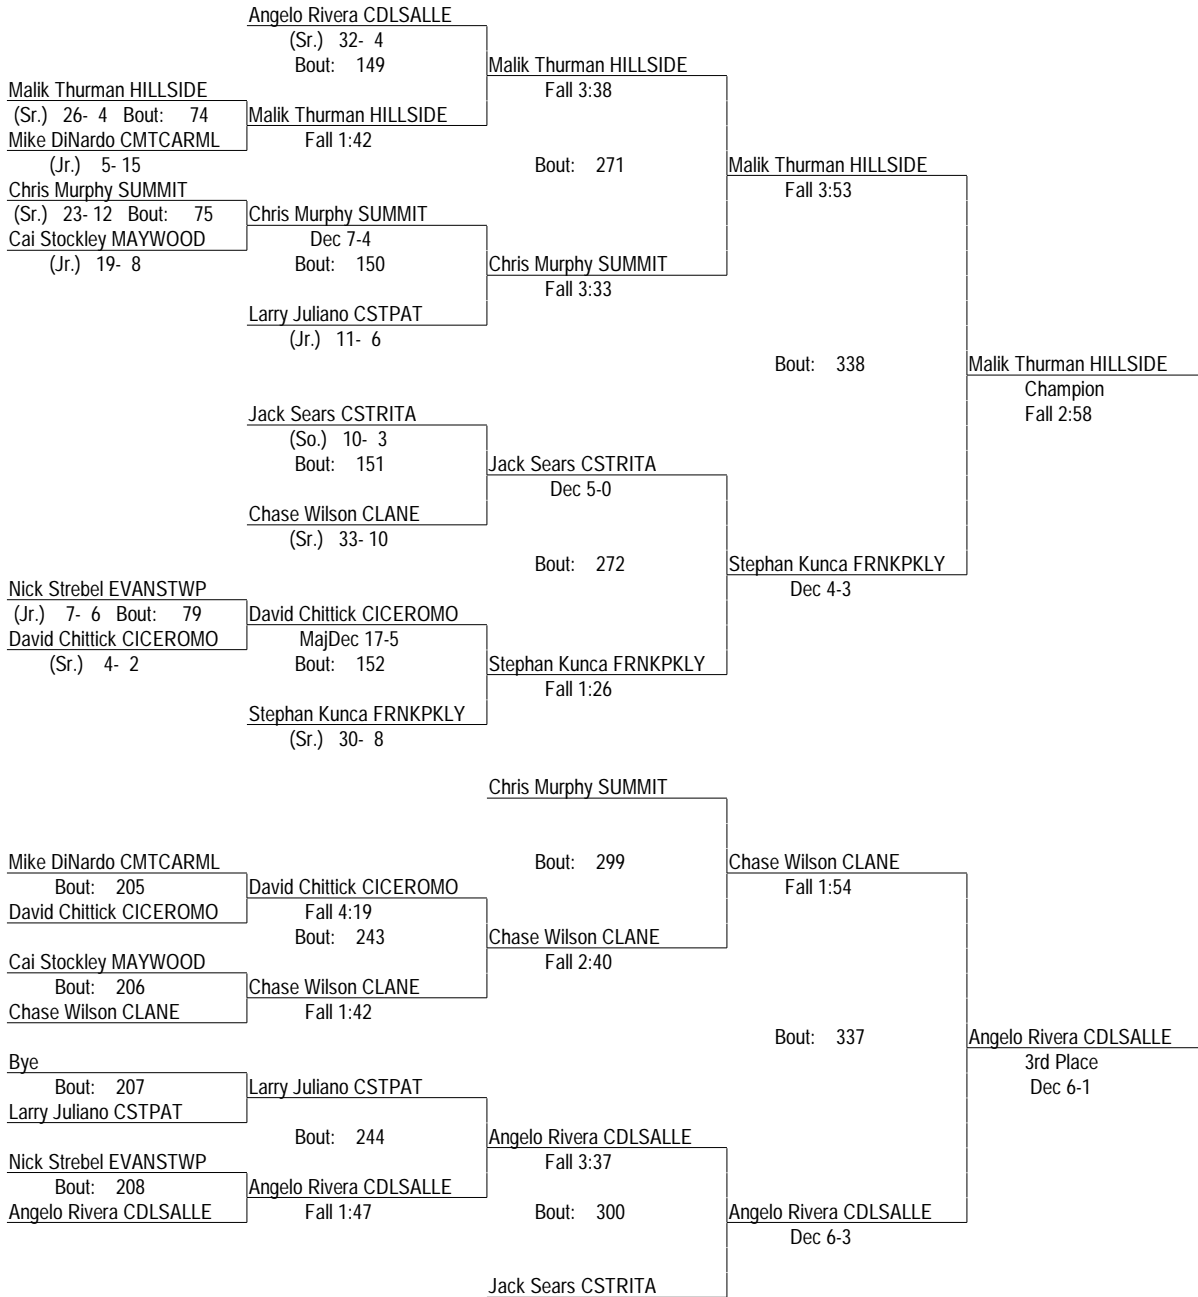 Angelo Rivera CDLSALLE
(Sr.) 32- 4
Bout: 149
Malik Thurman HILLSIDE
Fall 3:38
Malik Thurman HILLSIDE
(Sr.) 26- 4 Bout: 74
Malik Thurman HILLSIDE
Mike DiNardo CMTCARML
Fall 1:42
(Jr.) 5- 15
Bout: 271
Malik Thurman HILLSIDE
Chris Murphy SUMMIT
Fall 3:53
(Sr.) 23- 12 Bout: 75
Chris Murphy SUMMIT
Cai Stockley MAYWOOD
Dec 7-4
(Jr.) 19- 8
Bout: 150
Chris Murphy SUMMIT
Fall 3:33
Larry Juliano CSTPAT
(Jr.) 11- 6
Bout: 338
Malik Thurman HILLSIDE
Champion
Fall 2:58
Jack Sears CSTRITA
(So.) 10- 3
Bout: 151
Jack Sears CSTRITA
Dec 5-0
Chase Wilson CLANE
(Sr.) 33- 10
Bout: 272
Stephan Kunca FRNKPKLY
Dec 4-3
Nick Strebel EVANSTWP
(Jr.) 7- 6 Bout: 79
David Chittick CICEROMO
David Chittick CICEROMO
MajDec 17-5
(Sr.) 4- 2
Bout: 152
Stephan Kunca FRNKPKLY
Fall 1:26
Stephan Kunca FRNKPKLY
(Sr.) 30- 8
Chris Murphy SUMMIT
Bout: 299
Chase Wilson CLANE
Fall 1:54
Mike DiNardo CMTCARML
Bout: 205
David Chittick CICEROMO
David Chittick CICEROMO
Fall 4:19
Bout: 243
Chase Wilson CLANE
Fall 2:40
Cai Stockley MAYWOOD
Bout: 206
Chase Wilson CLANE
Chase Wilson CLANE
Fall 1:42
Bout: 337
Angelo Rivera CDLSALLE
3rd Place
Dec 6-1
Bye
Bout: 207
Larry Juliano CSTPAT
Larry Juliano CSTPAT
Bout: 244
Angelo Rivera CDLSALLE
Fall 3:37
Nick Strebel EVANSTWP
Bout: 208
Angelo Rivera CDLSALLE
Angelo Rivera CDLSALLE
Fall 1:47
Bout: 300
Angelo Rivera CDLSALLE
Dec 6-3
Jack Sears CSTRITA